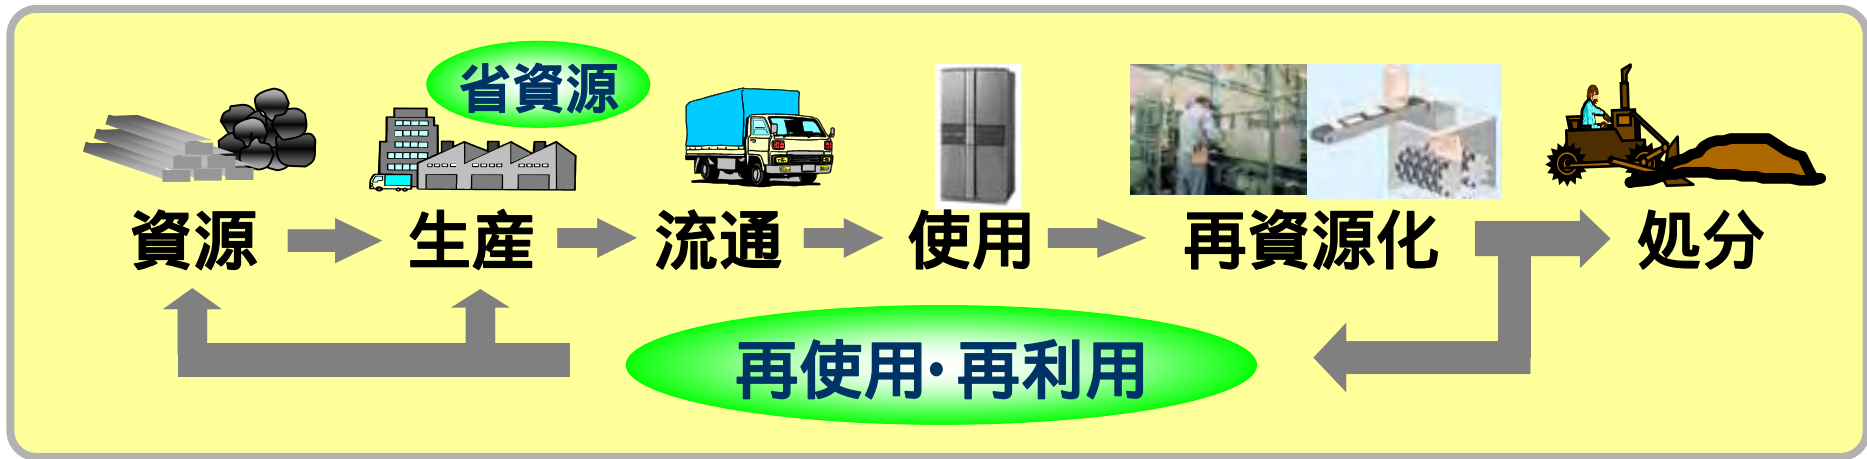 省資源
資源
生産
流通
使用
再資源化
処分
再使用・再利用